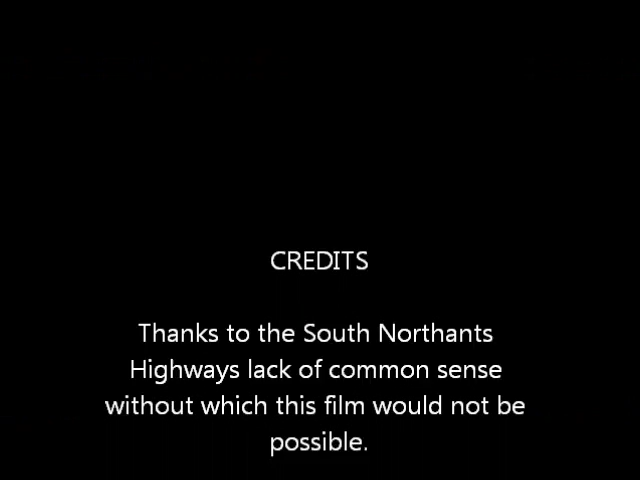 CREDITS
Thanks to the South Northants
Highways lack of common sense
without which this film would not be
possible.